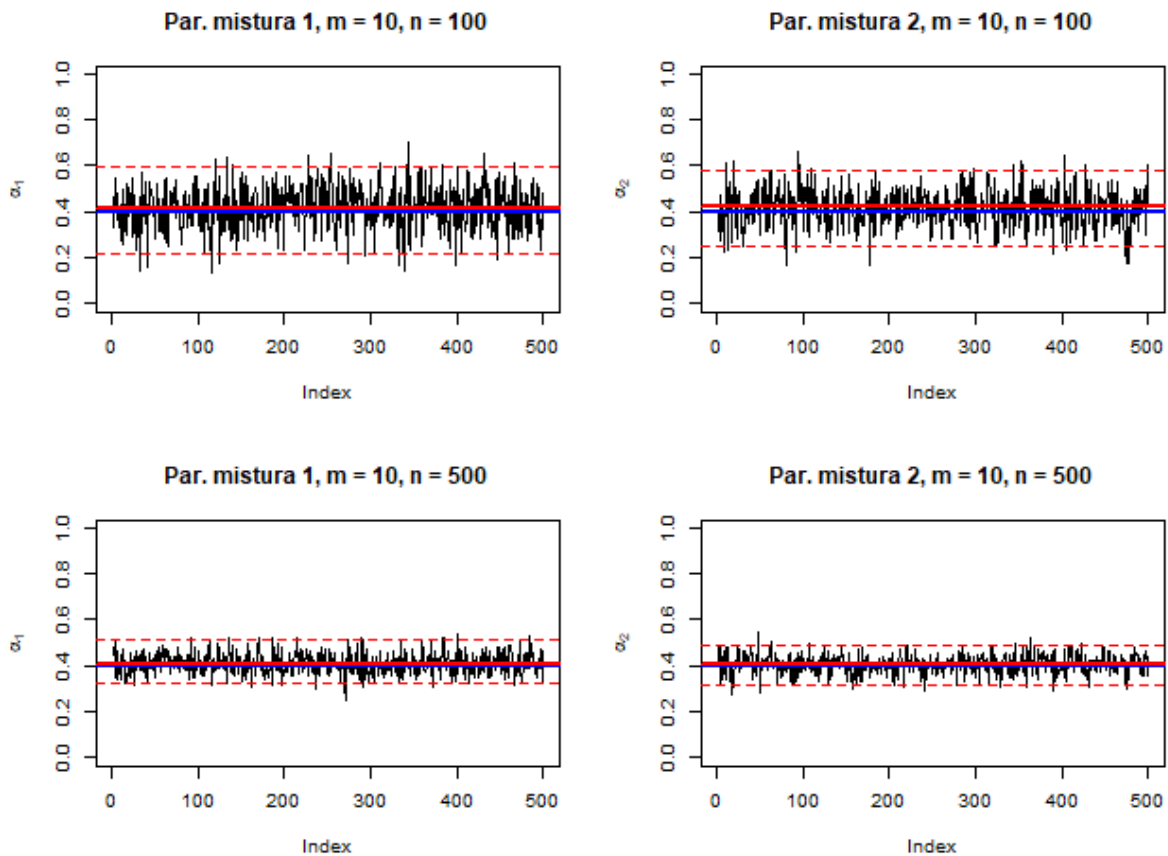 Par. mistura 1, m = 10, n = 100
α1
0.0 0.2 0.4 0.6 0.8 1.0
0 100 200 300 400 500
Index
Par. mistura 2, m = 10, n = 100
α2
0.0 0.2 0.4 0.6 0.8 1.0
0 100 200 300 400 500
Index
Par. mistura 1, m = 10, n = 500
α1
0.0 0.2 0.4 0.6 0.8 1.0
0 100 200 300 400 500
Index
Par. mistura 2, m = 10, n = 500
α2
0.0 0.2 0.4 0.6 0.8 1.0
0 100 200 300 400 500
Index